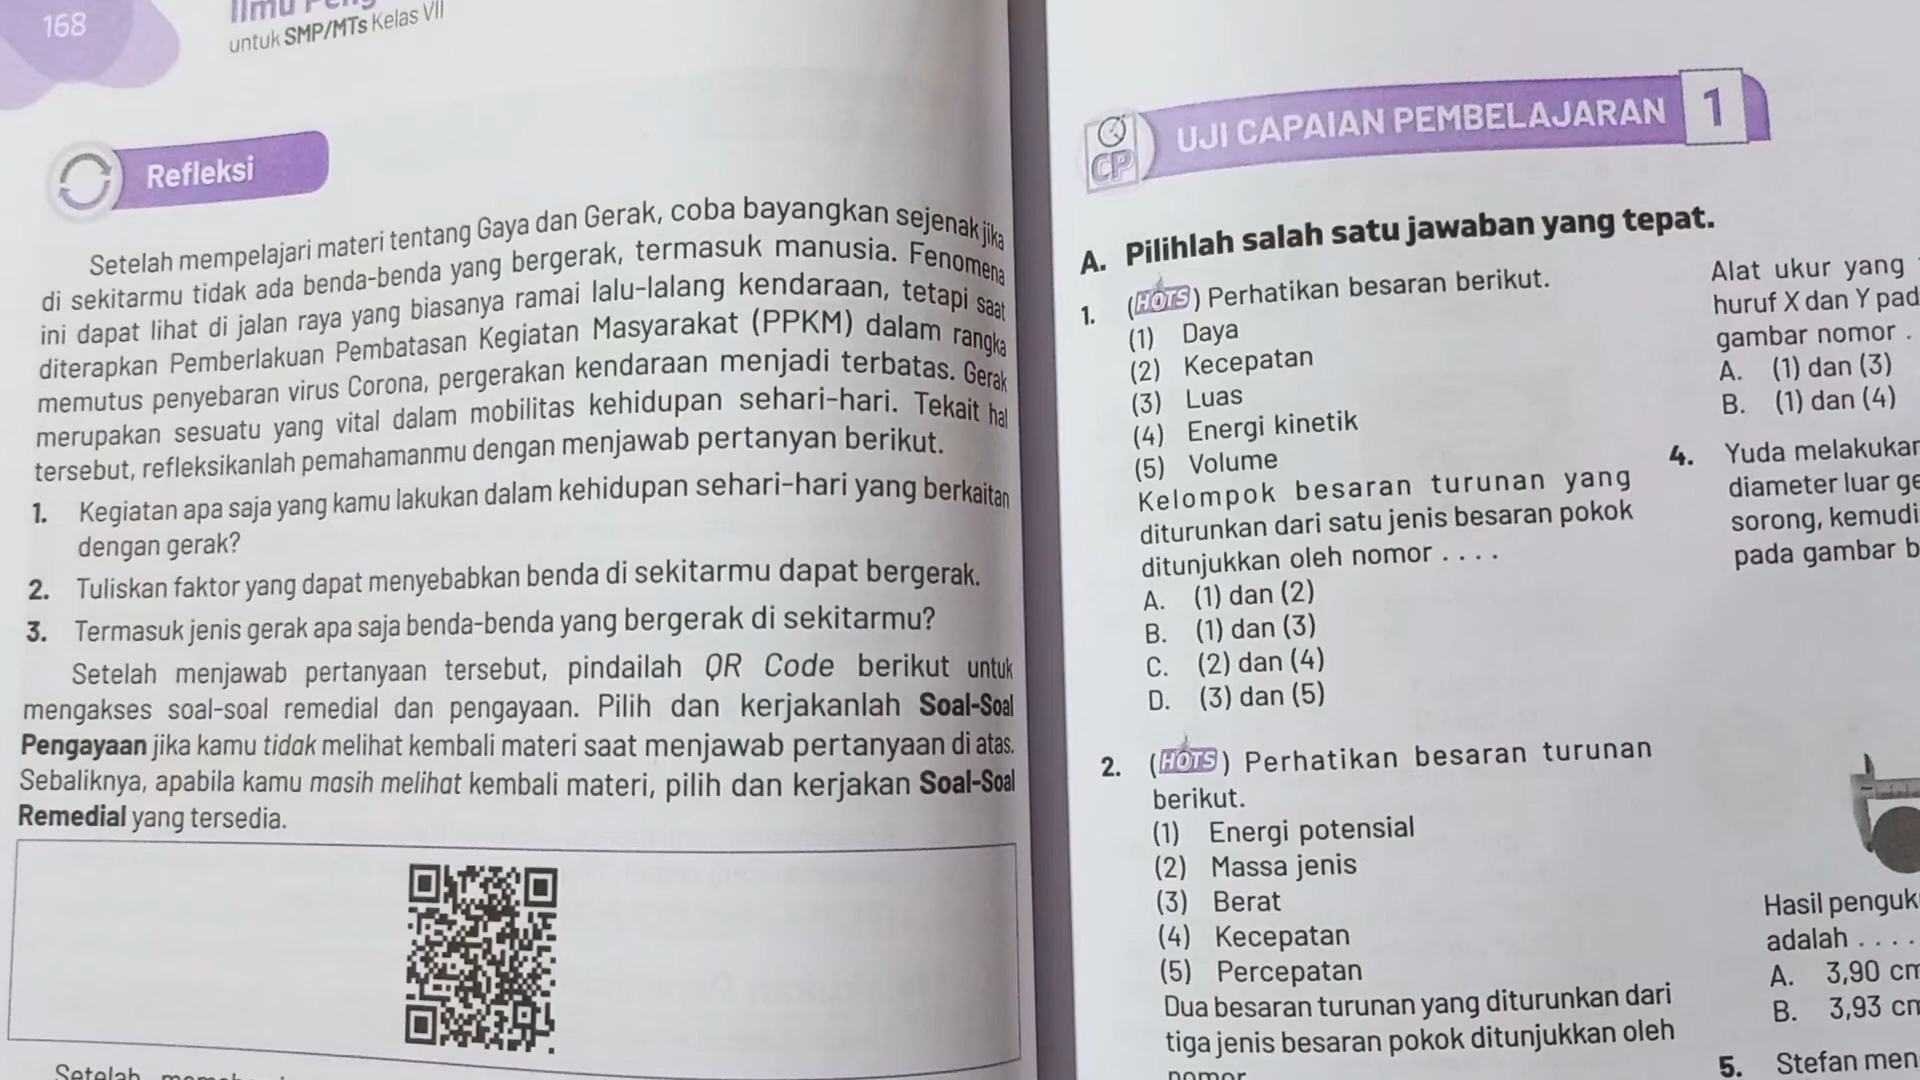 168
Ilmu
untuk SMP/MTs Kelas VII
Refleksi
Setelah mempelajari materi tentang Gaya dan Gerak, coba bayangkan sejenak jika
di sekitarmu tidak ada benda-benda yang bergerak, termasuk manusia. Fenomena
ini dapat lihat di jalan raya yang biasanya ramai lalu-lalang kendaraan, tetapi saat
diterapkan Pemberlakuan Pembatasan Kegiatan Masyarakat (PPKM) dalam rangka
memutus penyebaran virus Corona, pergerakan kendaraan menjadi terbatas. Gerak
merupakan sesuatu yang vital dalam mobilitas kehidupan sehari-hari. Tekait hal
tersebut, refleksikanlah pemahamanmu dengan menjawab pertanyan berikut.
1. Kegiatan apa saja yang kamu lakukan dalam kehidupan sehari-hari yang berkaitan
dengan gerak?
2. Tuliskan faktor yang dapat menyebabkan benda di sekitarmu dapat bergerak.
3. Termasuk jenis gerak apa saja benda-benda yang bergerak di sekitarmu?
Setelah menjawab pertanyaan tersebut, pindailah QR Code berikut untuk
mengakses soal-soal remedial dan pengayaan. Pilih dan kerjakanlah Soal-Soal
Pengayaan jika kamu tidak melihat kembali materi saat menjawab pertanyaan di atas.
Sebaliknya, apabila kamu masih melihat kembali materi, pilih dan kerjakan Soal-Soal
Remedial yang tersedia.
Setelah
CP
UJI CAPAIAN PEMBELAJARAN 1
A. Pilihlah salah satu jawaban yang tepat.
1. (HOTS) Perhatikan besaran berikut.
(1) Daya
(2) Kecepatan
(3) Luas
(4) Energi kinetik
(5) Volume
Kelompok besaran turunan yang
diturunkan dari satu jenis besaran pokok
ditunjukkan oleh nomor . . . .
A. (1) dan (2)
B. (1) dan (3)
C. (2) dan (4)
D. (3) dan (5)
2. (HOTS) Perhatikan besaran turunan
berikut.
(1) Energi potensial
(2) Massa jenis
(3) Berat
(4) Kecepatan
(5) Percepatan
Dua besaran turunan yang diturunkan dari
tiga jenis besaran pokok ditunjukkan oleh
nomor
Alat ukur yang
huruf X dan Y pad
gambar nomor .
A. (1) dan (3)
B. (1) dan (4)
4. Yuda melakukan
diameter luar ge
sorong, kemudi
pada gambar b
Hasil penguk
adalah . . . .
A. 3,90 cm
B. 3,93 cm
5. Stefan men